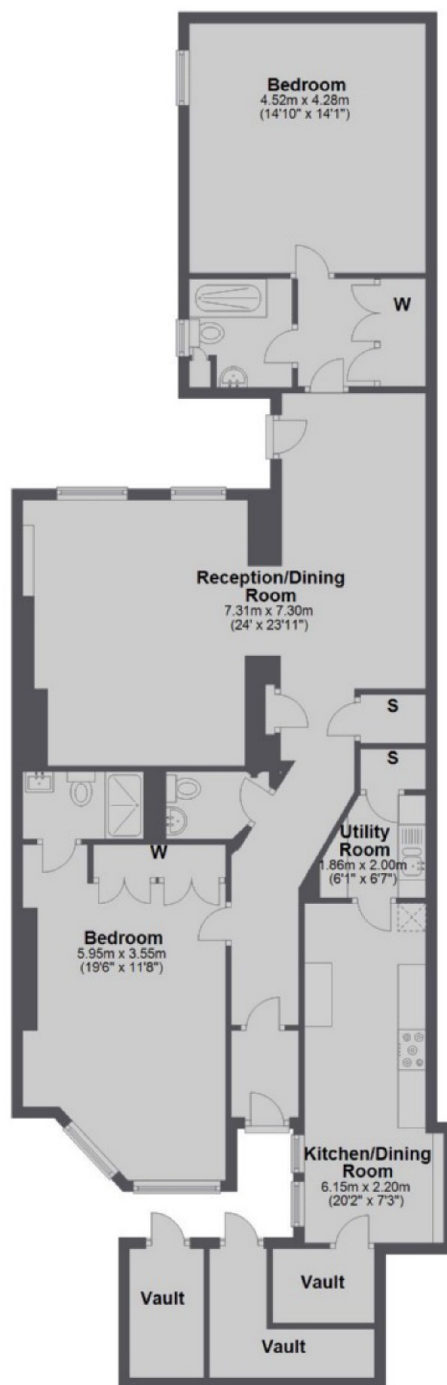 Bedroom
4.52m x 4.28m
(14'10" x 14'1")
W
Reception/Dining
Room
7.31m x 7.30m
(24' x 23'11")
S
S
Utility
Room
1.86m x 2.00m
(6'1" x 6'7")
W
Bedroom
5.95m x 3.55m
(19'6" x 11'8")
Kitchen/Dining
Room
6.15m x 2.20m
(20'2" x 7'3")
Vault
Vault
Vault